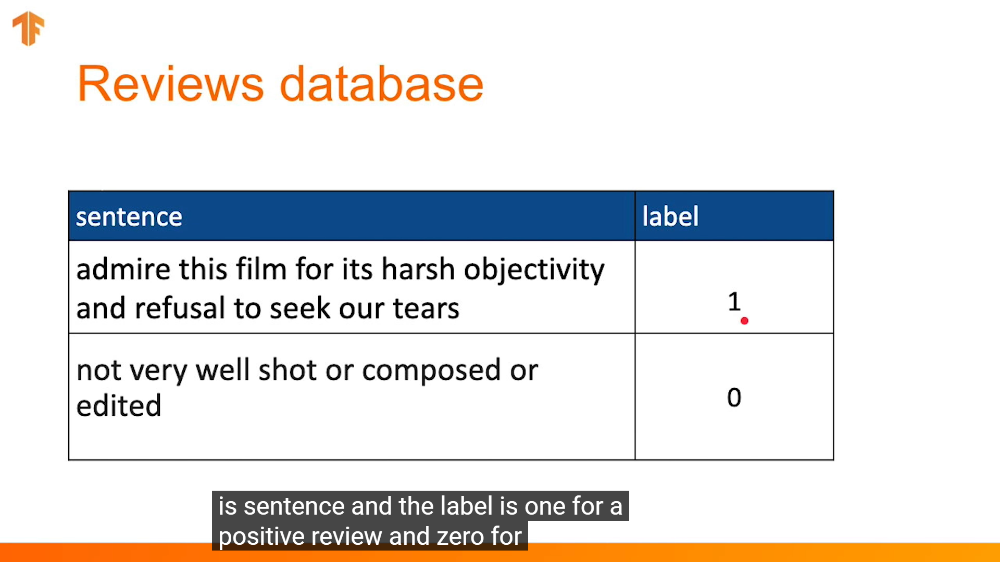 Reviews database
sentence label
admire this film for its harsh objectivity
and refusal to seek our tears
1
not very well shot or composed or
edited
0
is sentence and the label is one for a
positive review and zero for